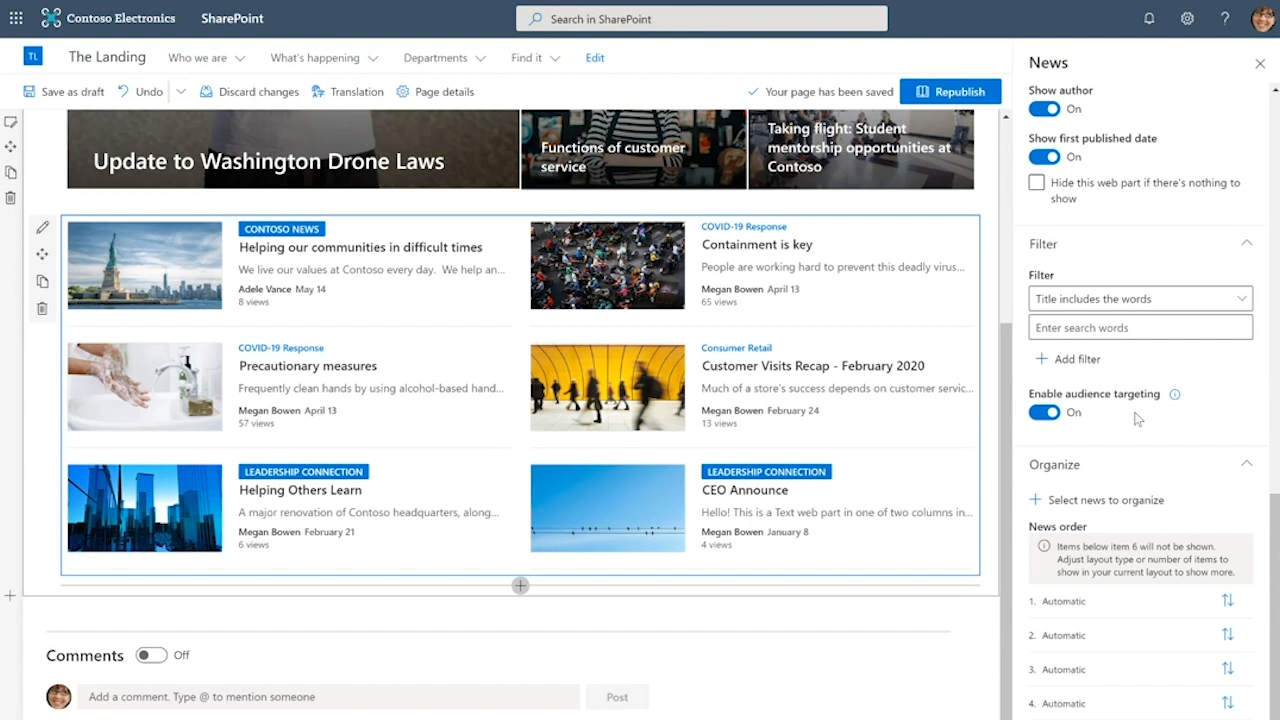 Contoso Electronics
SharePoint
Search in SharePoint
?
TL
The Landing
Who we are
What's happening
Departments
Find it
Edit
Save as draft
Undo
Discard changes
Translation
Page details
Your page has been saved
Republish
Update to Washington Drone Laws
Functions of customer
service
Taking flight: Student
mentorship opportunities at
Contoso
CONTOSO NEWS
Helping our communities in difficult times
We live our values at Contoso every day. We help an...
Adele Vance May 14
8 views
COVID-19 Response
Containment is key
People are working hard to prevent this deadly virus...
Megan Bowen April 13
65 views
COVID-19 Response
Precautionary measures
Frequently clean hands by using alcohol-based hand...
Megan Bowen April 13
57 views
Consumer Retail
Customer Visits Recap - February 2020
Much of a store's success depends on customer servic...
Megan Bowen February 24
13 views
LEADERSHIP CONNECTION
Helping Others Learn
A major renovation of Contoso headquarters, along...
Megan Bowen February 21
6 views
LEADERSHIP CONNECTION
CEO Announce
Hello! This is a Text web part in one of two columns in...
Megan Bowen January 8
4 views
Comments
Off
Add a comment. Type @ to mention someone
Post
News
Show author
On
Show first published date
On
Hide this web part if there's nothing to
show
Filter
Filter
Title includes the words
Enter search words
Add filter
Enable audience targeting
On
Organize
Select news to organize
News order
Items below item 6 will not be shown.
Adjust layout type or number of items to
show in your current layout to show more.
1. Automatic
2. Automatic
3. Automatic
4. Automatic